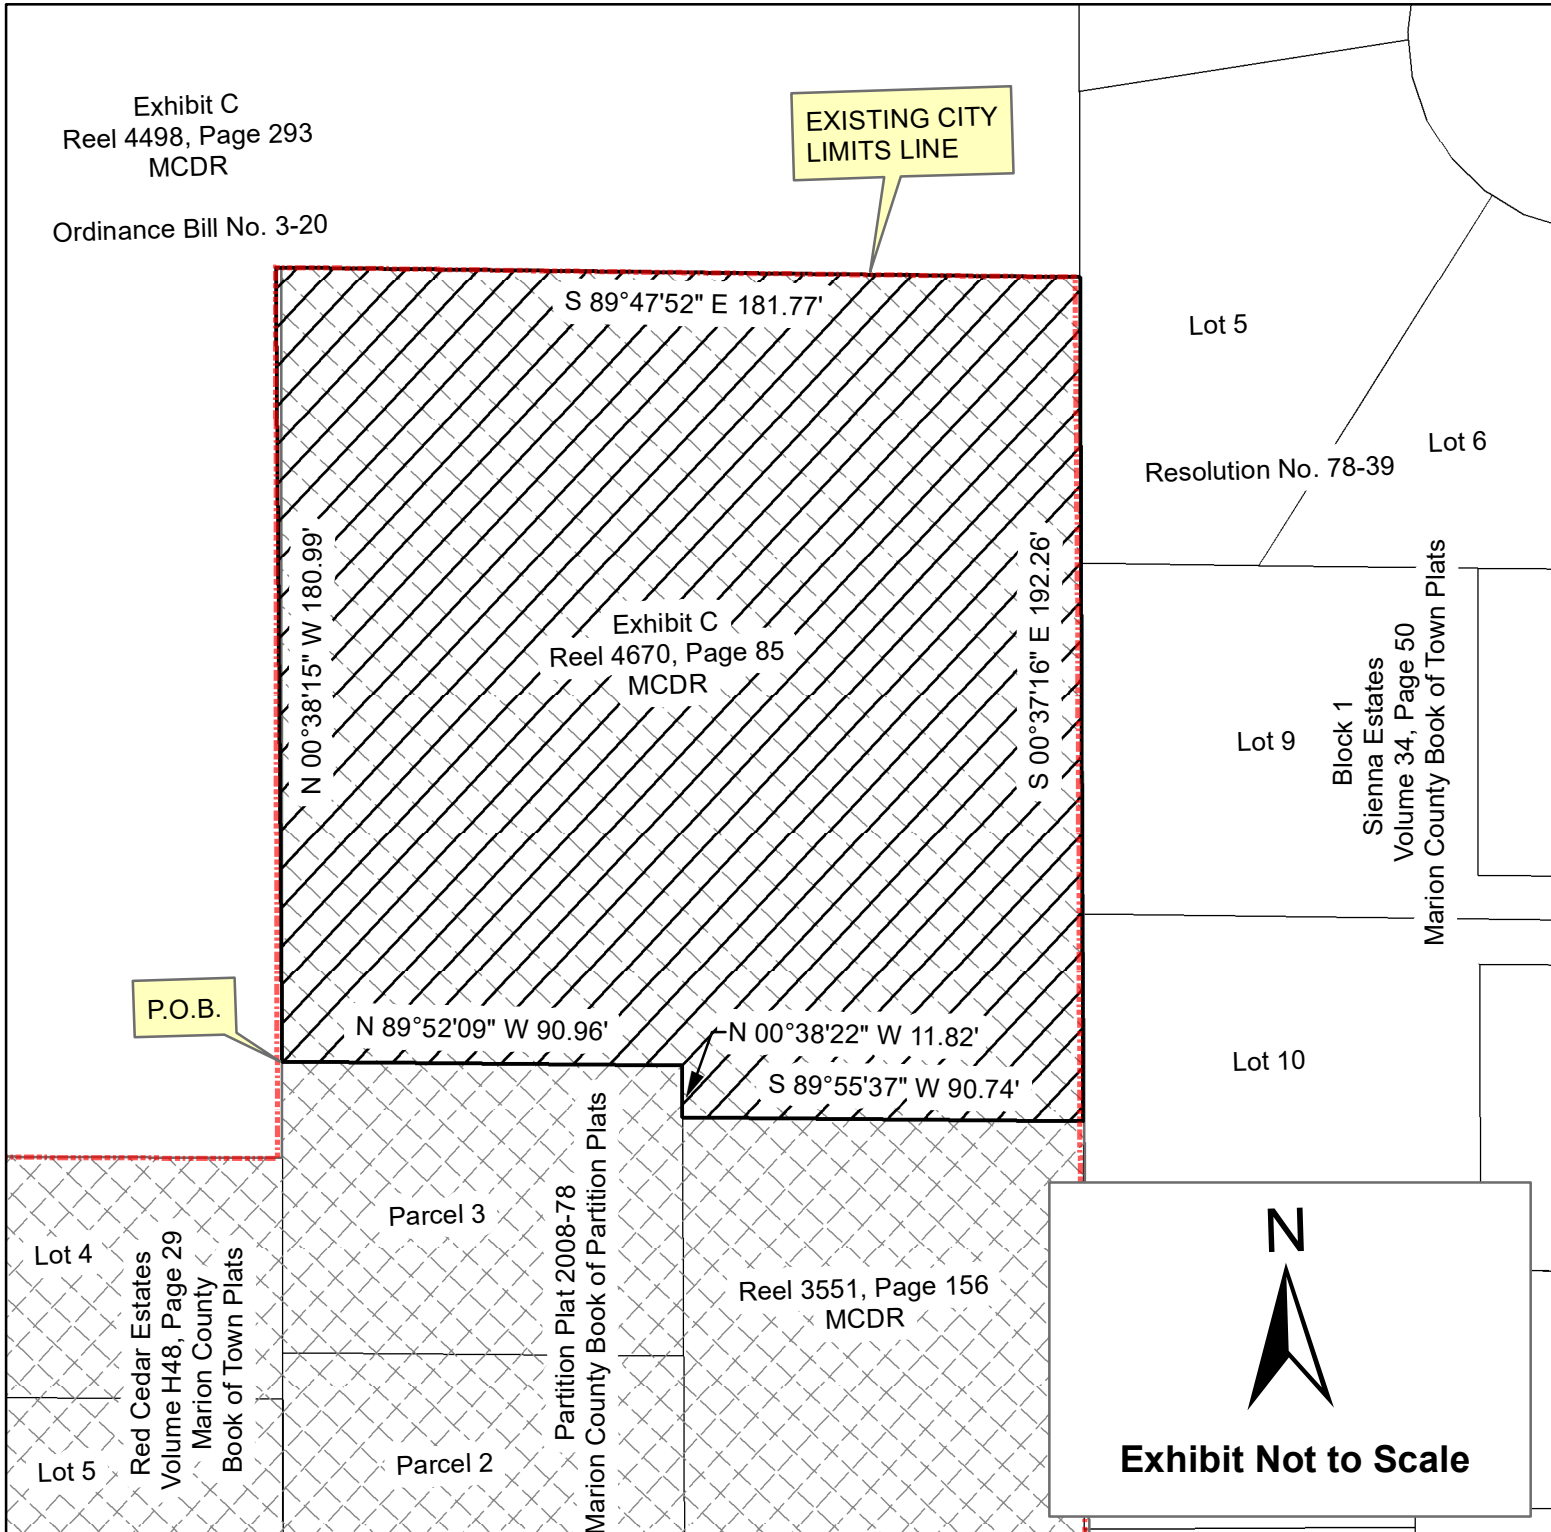 Exhibit C
Reel 4498, Page 293
MCDR
Ordinance Bill No. 3-20
EXISTING CITY
LIMITS LINE
S 89°47'52" E 181.77'
Lot 5
Lot 6
Resolution No. 78-39
N 00°38'15" W 180.99'
Exhibit C
Reel 4670, Page 85
MCDR
S 00°37'16" E 192.26'
Lot 9
Block 1
Sienna Estates
Volume 34, Page 50
Marion County Book of Town Plats
P.O.B.
N 89°52'09" W 90.96'
N 00°38'22" W 11.82'
S 89°55'37" W 90.74'
Lot 10
Parcel 3
Partition Plat 2008-78
Marion County Book of Partition Plats
Lot 4
Red Cedar Estates
Volume H48, Page 29
Marion County
Book of Town Plats
Reel 3551, Page 156
MCDR
Lot 5
Parcel 2
N
Exhibit Not to Scale